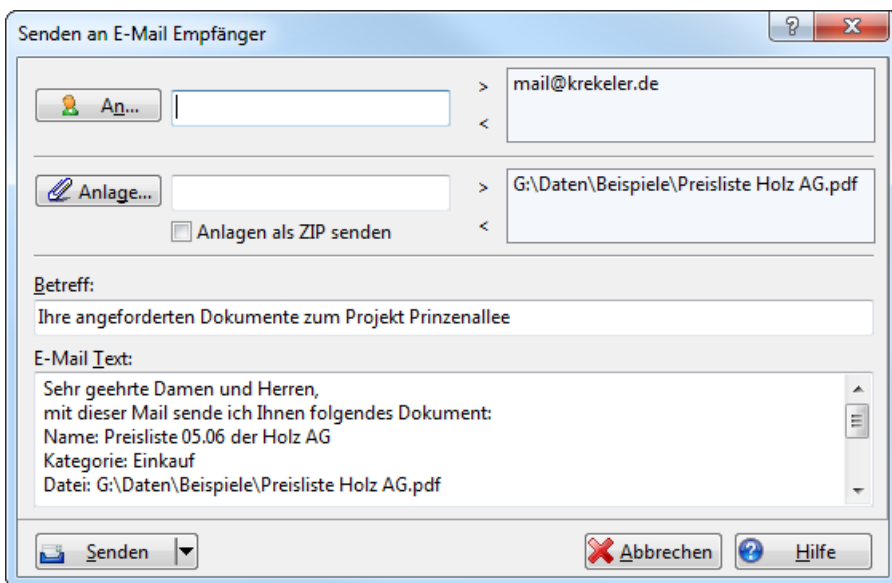 Senden an E-Mail Empfänger
?
An...
>
<
mail@krekeler.de
Anlage...
>
<
G:\Daten\Beispiele\Preisliste Holz AG.pdf
Anlagen als ZIP senden
Betreff:
Ihre angeforderten Dokumente zum Projekt Prinzenallee
E-Mail Text:
Sehr geehrte Damen und Herren,
mit dieser Mail sende ich Ihnen folgendes Dokument:
Name: Preisliste 05.06 der Holz AG
Kategorie: Einkauf
Datei: G:\Daten\Beispiele\Preisliste Holz AG.pdf
Senden
Abbrechen
? Hilfe